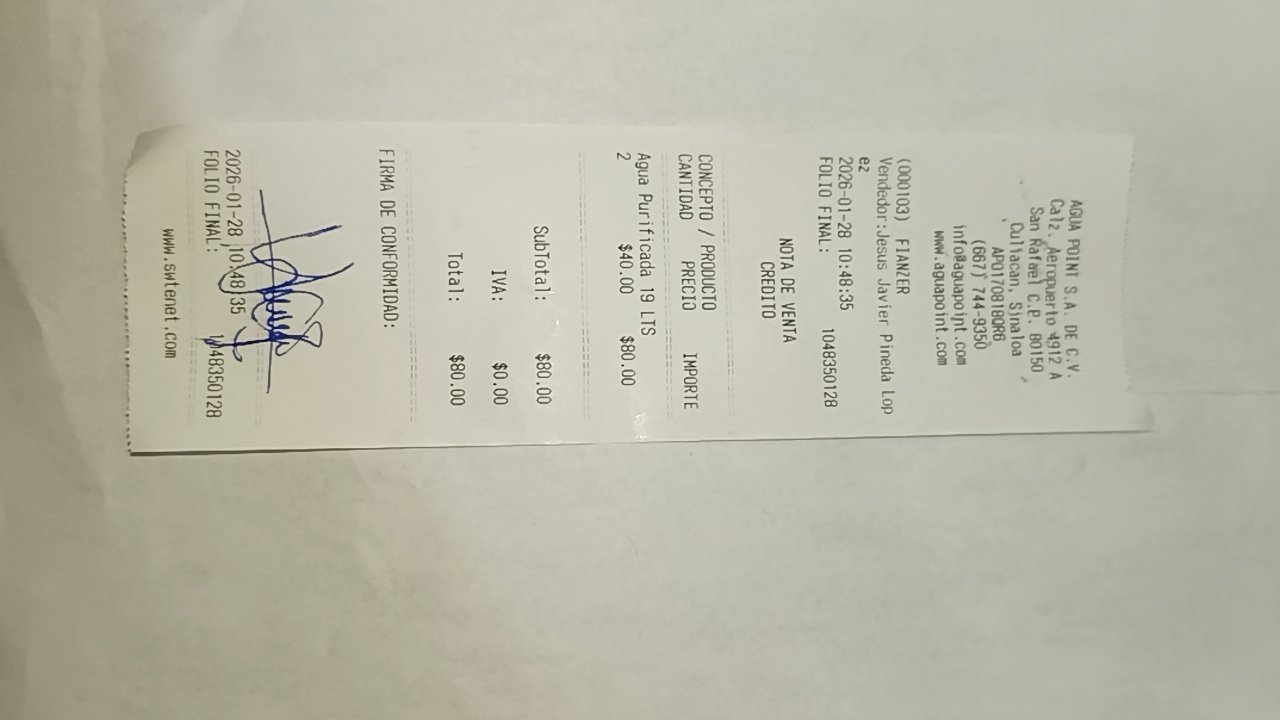 AGUA POINT S.A. DE C.V.
Calz. Aeropuerto 4912 A
San Rafael C.P. 80150
Culiacan, Sinaloa
APO170818QR6
(667) 744-9350
info@aguapoint.com
www.aguapoint.com
(000103) FIANZER
Vendedor:Jesus Javier Pineda Lop
ez
2026-01-28 10:48:35
FOLIO FINAL: 1048350128
NOTA DE VENTA
CREDITO
CONCEPTO / PRODUCTO
CANTIDAD PRECIO IMPORTE
Agua Purificada 19 LTS
2 $40.00 $80.00
SubTotal: $80.00
IVA: $0.00
Total: $80.00
FIRMA DE CONFORMIDAD:
2026-01-28 10:48:35
FOLIO FINAL: 1048350128
www.swtenet.com